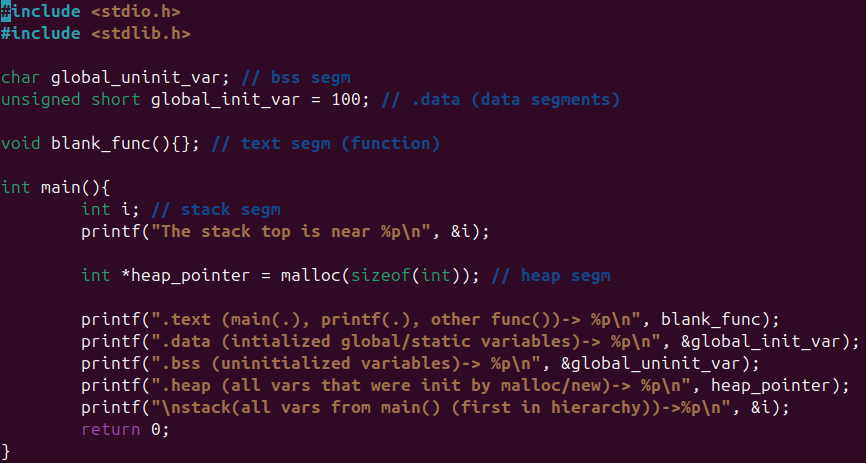 #include <stdio.h>
#include <stdlib.h>

char global_uninit_var; // bss segm
unsigned short global_init_var = 100; // .data (data segments)

void blank_func(){}; // text segm (function)

int main(){
        int i; // stack segm
        printf("The stack top is near %p\n", &i);

        int *heap_pointer = malloc(sizeof(int)); // heap segm

        printf(".text (main(.), printf(.), other func())-> %p\n", blank_func);
        printf(".data (intialized global/static variables)-> %p\n", &global_init_var);
        printf(".bss (uninitialized variables)-> %p\n", &global_uninit_var);
        printf(".heap (all vars that were init by malloc/new)-> %p\n", heap_pointer);
        printf("\nstack(all vars from main() (first in hierarchy))->%p\n", &i);
        return 0;
}